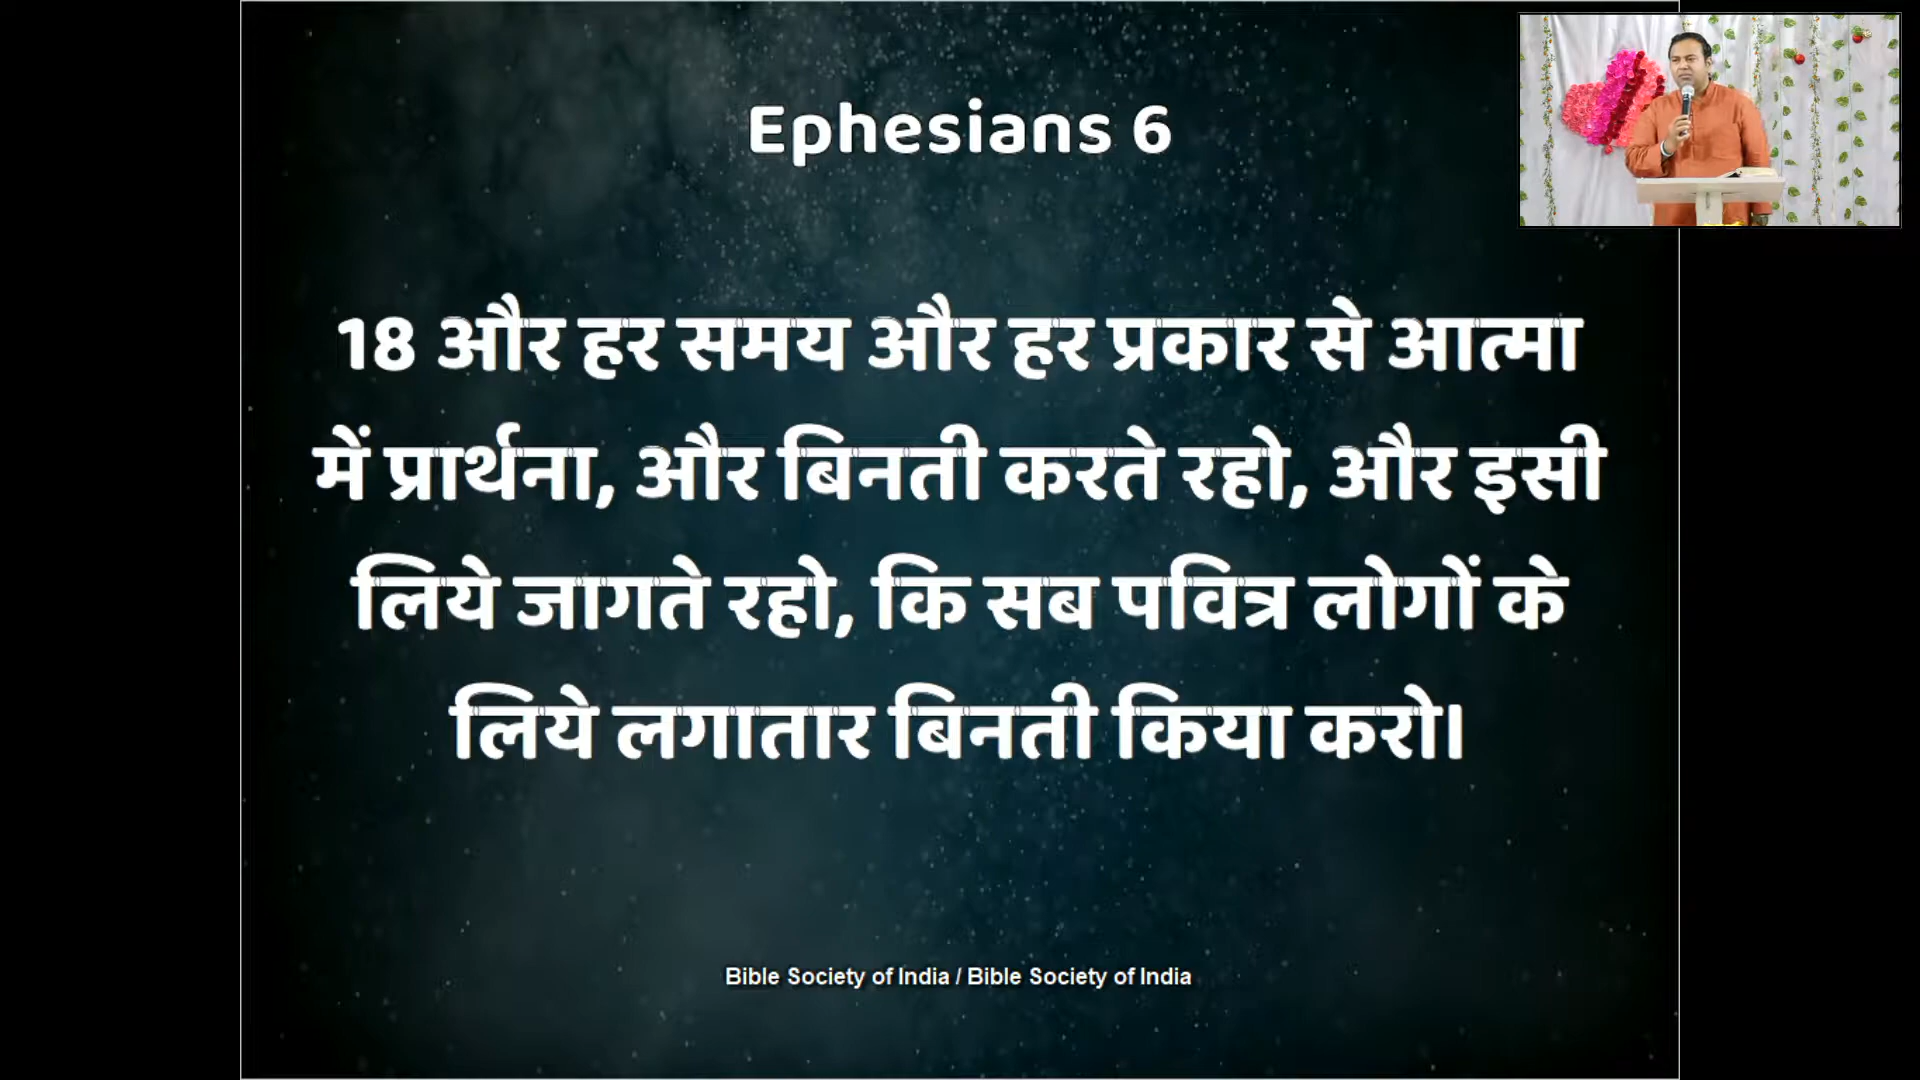 Ephesians 6
18 और हर समय और हर प्रकार से आत्मा
में प्रार्थना, और बिनती करते रहो, और इसी
लिये जागते रहो, कि सब पवित्र लोगों के
लिये लगातार बिनती किया करो।
Bible Society of India / Bible Society of India